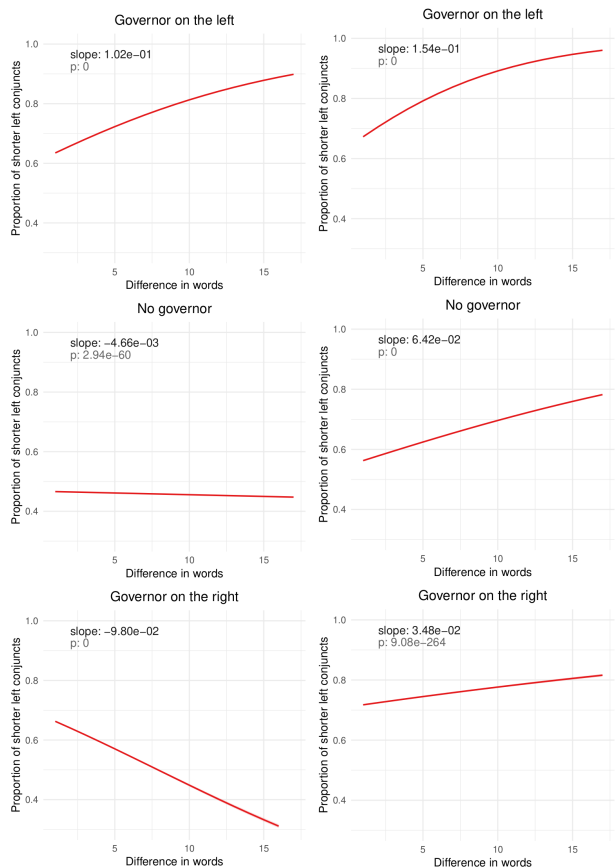 Governor on the left
Proportion of shorter left conjuncts
1.0
0.8
0.6
0.4
slope: 1.02e−01
p: 0
5
10
15
Difference in words
Governor on the left
Proportion of shorter left conjuncts
1.0
0.8
0.6
0.4
slope: 1.54e−01
p: 0
5
10
15
Difference in words
No governor
Proportion of shorter left conjuncts
1.0
0.8
0.6
0.4
slope: −4.66e−03
p: 2.94e−60
5
10
15
Difference in words
No governor
Proportion of shorter left conjuncts
1.0
0.8
0.6
0.4
slope: 6.42e−02
p: 0
5
10
15
Difference in words
Governor on the right
Proportion of shorter left conjuncts
1.0
0.8
0.6
0.4
slope: −9.80e−02
p: 0
5
10
15
Difference in words
Governor on the right
Proportion of shorter left conjuncts
1.0
0.8
0.6
0.4
slope: 3.48e−02
p: 9.08e−264
5
10
15
Difference in words